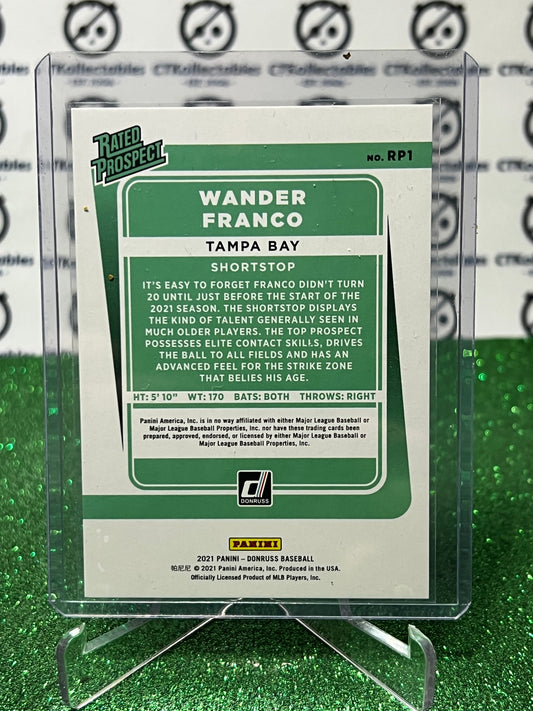 CTKollectables
RATED
PROSPECT
NO. RP1
WANDER
FRANCO
TAMPA BAY
SHORTSTOP
IT'S EASY TO FORGET FRANCO DIDN'T TURN
20 UNTIL JUST BEFORE THE START OF THE
2021 SEASON. THE SHORTSTOP DISPLAYS
THE KIND OF TALENT GENERALLY SEEN IN
MUCH OLDER PLAYERS. THE TOP PROSPECT
POSSESSES ELITE CONTACT SKILLS, DRIVES
THE BALL TO ALL FIELDS AND HAS AN
ADVANCED FEEL FOR THE STRIKE ZONE
THAT BELIES HIS AGE.
HT: 5' 10" WT: 170 BATS: BOTH THROWS: RIGHT
Panini America, Inc. is in no way affiliated with either Major League Baseball or
Major League Baseball Properties, Inc. nor have these trading cards been
prepared, approved, endorsed, or licensed by either Major League Baseball or
Major League Baseball Properties, Inc.
DONRUSS
PANINI
2021 PANINI – DONRUSS BASEBALL
帕尼尼 © 2021 Panini America, Inc. Produced in the USA.
Officially Licensed Product of MLB Players, Inc.